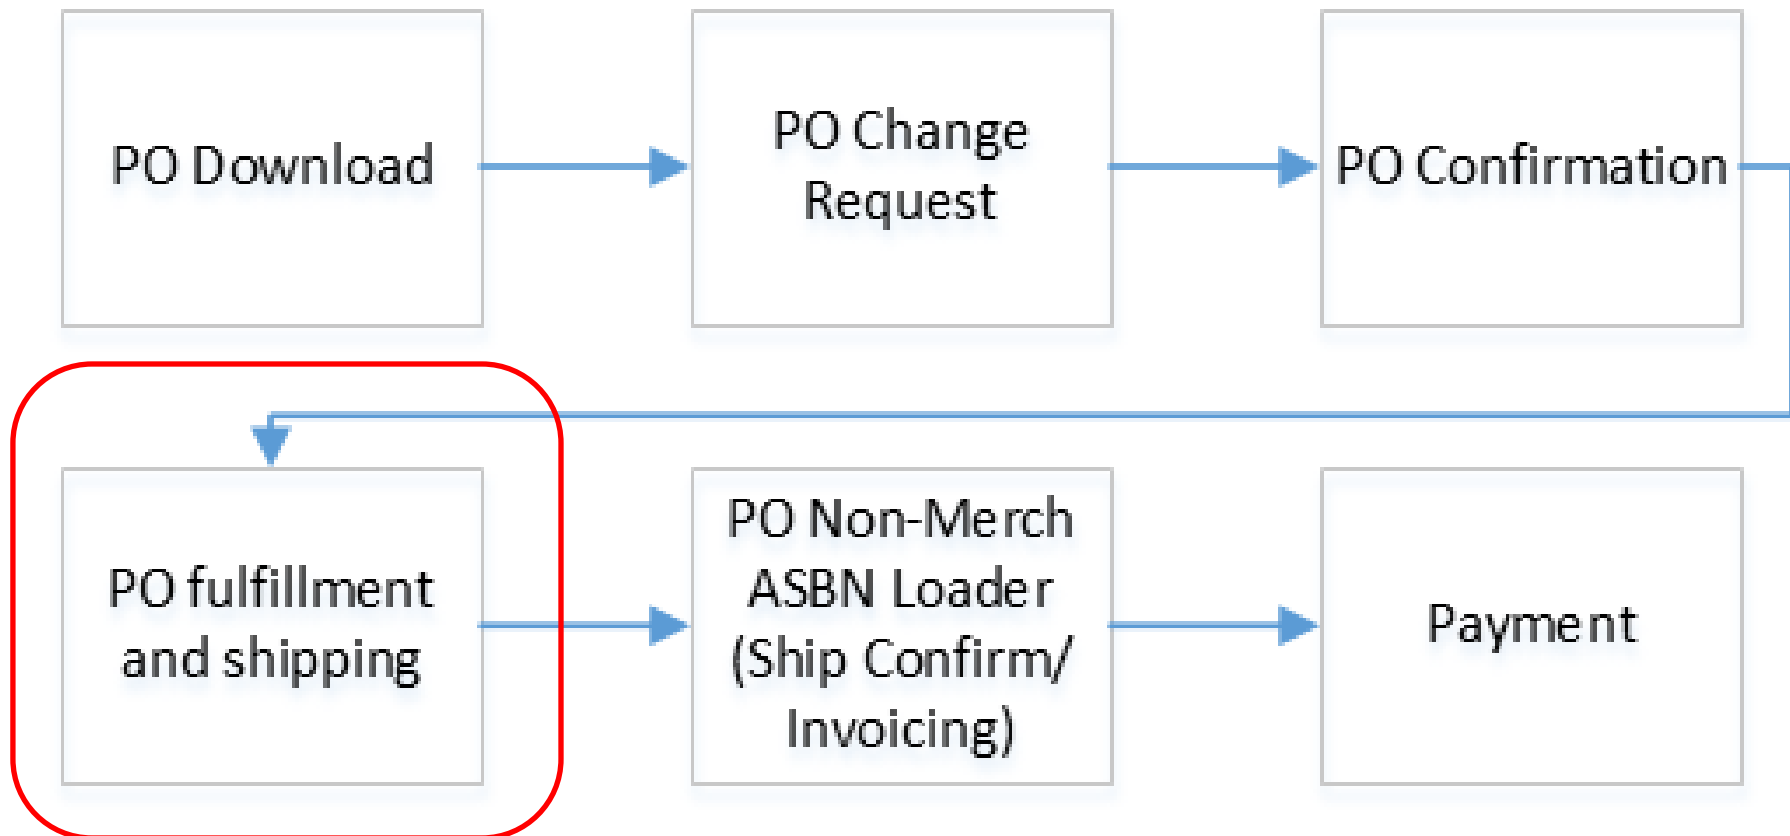 PO Download
PO Change
Request
PO Confirmation
PO fulfillment
and shipping
PO Non-Merch
ASBN Loader
(Ship Confirm/
Invoicing)
Payment